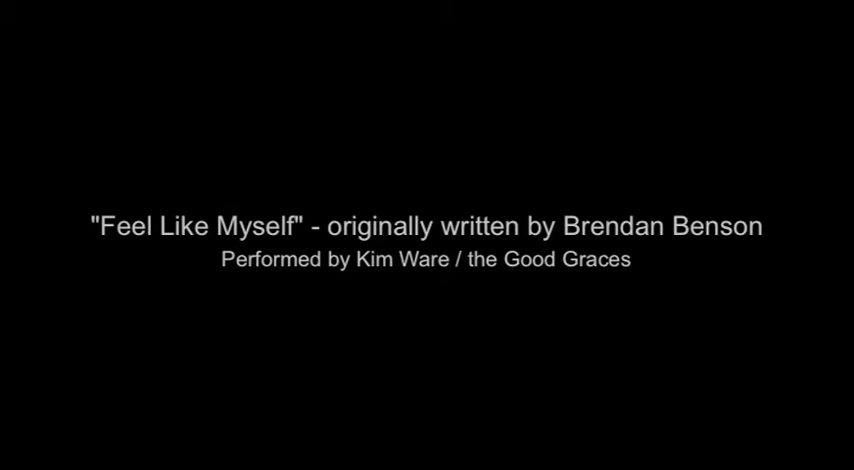 "Feel Like Myself" - originally written by Brendan Benson
Performed by Kim Ware / the Good Graces